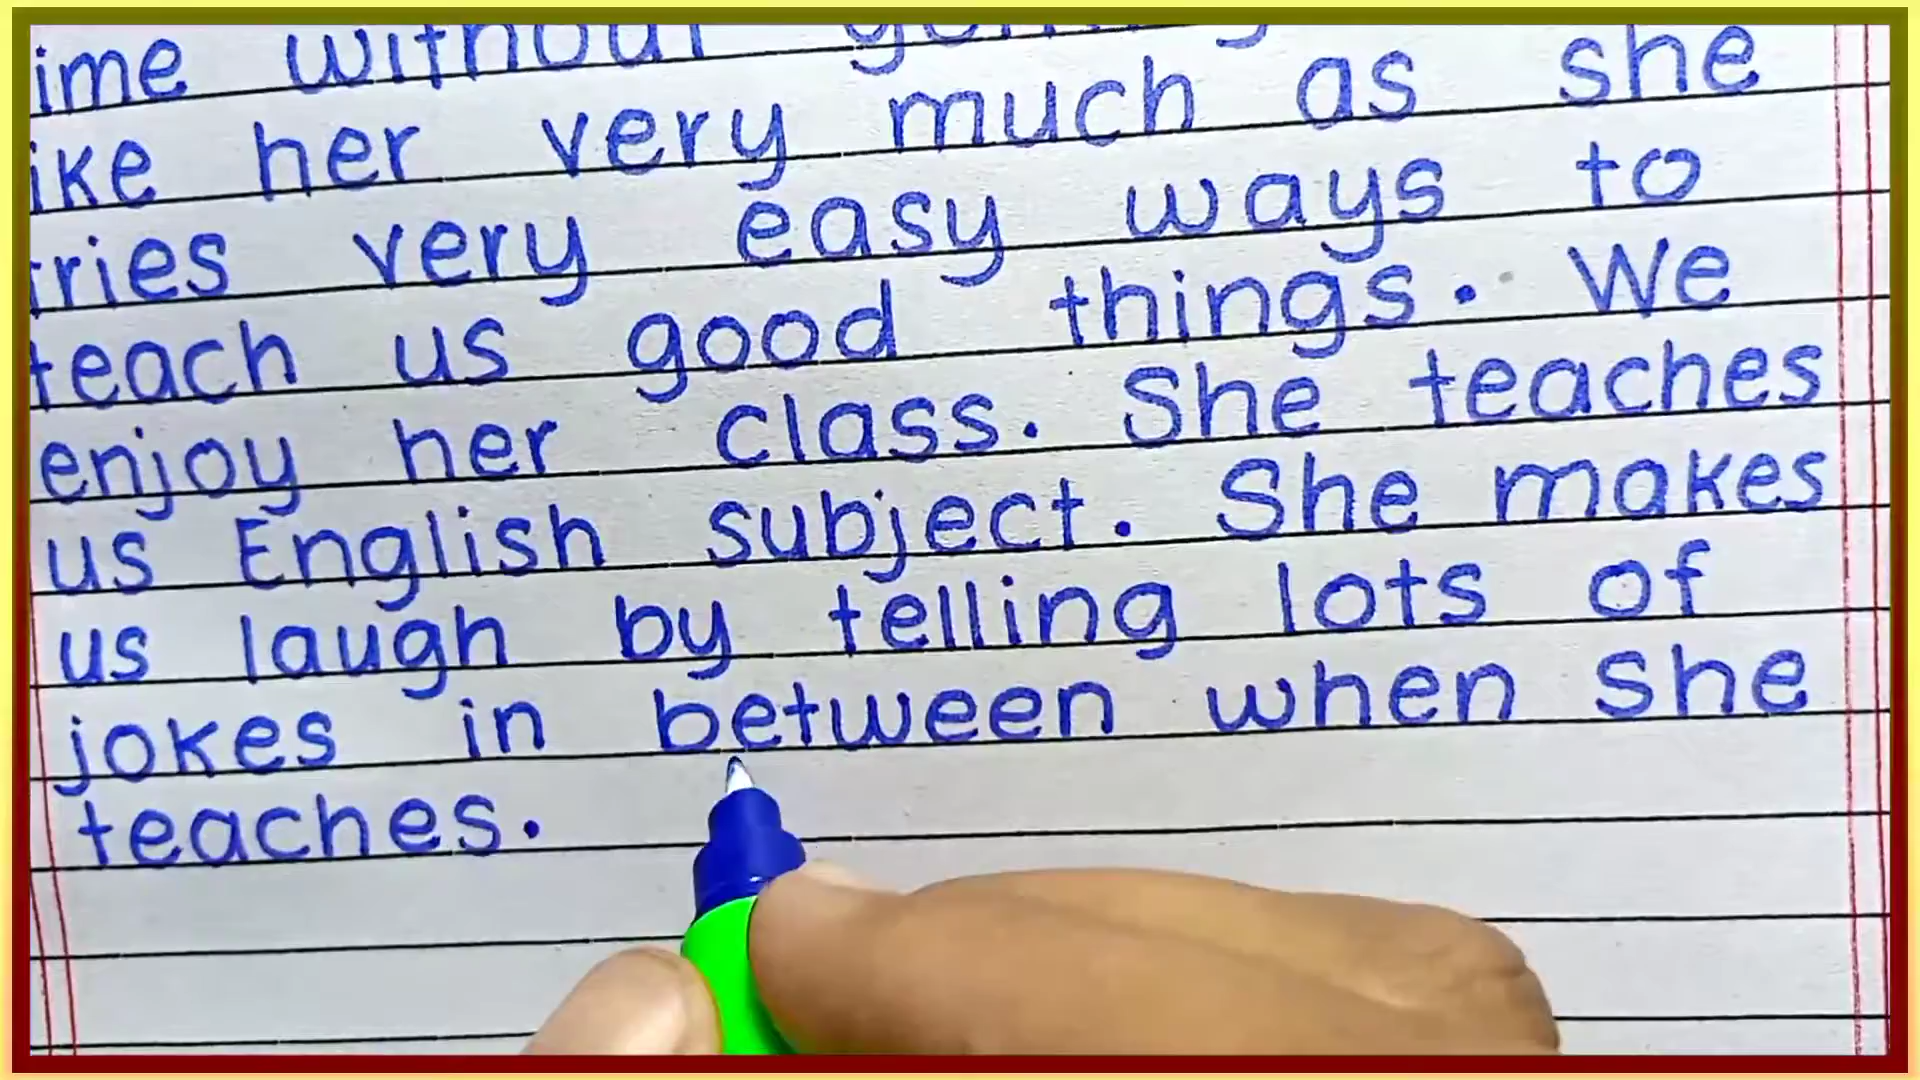 ime without
ike her very much as she
tries very easy ways to
teach us good things. We
enjoy her class. She teaches
us English subject. She makes
us laugh by telling lots of
jokes in between when she
teaches.